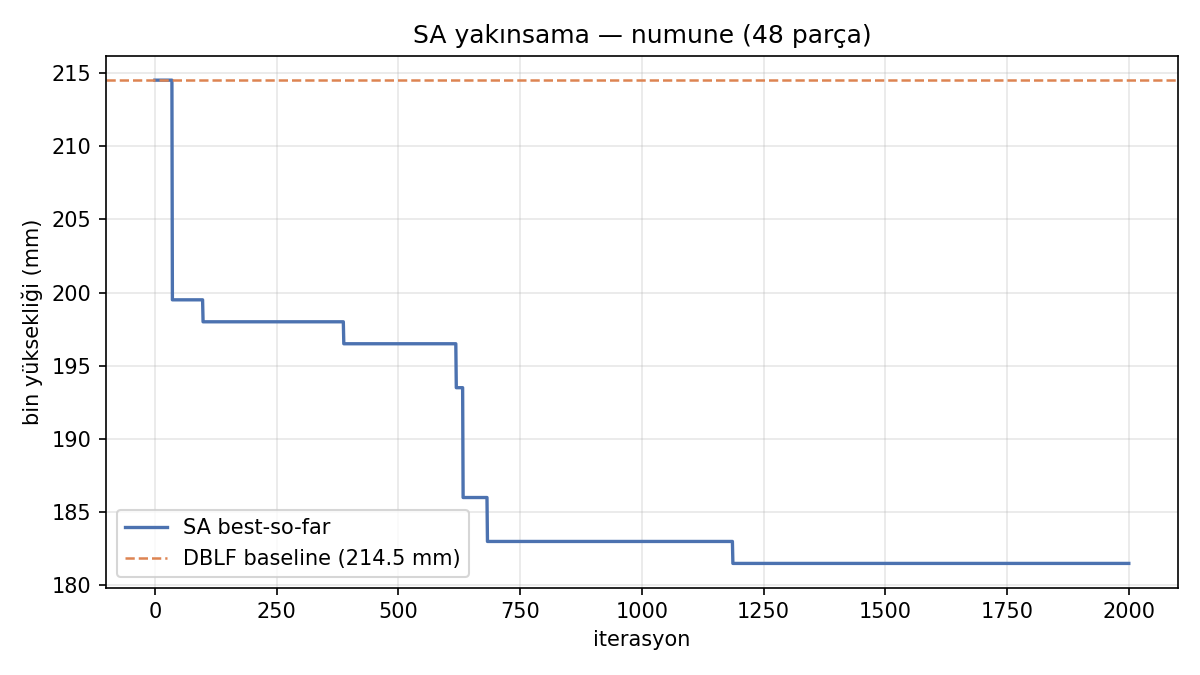 SA yakınsama — numune (48 parça)
bin yüksekliği (mm)
215
210
205
200
195
190
185
180
SA best-so-far
DBLF baseline (214.5 mm)
0 250 500 750 1000 1250 1500 1750 2000
iterasyon